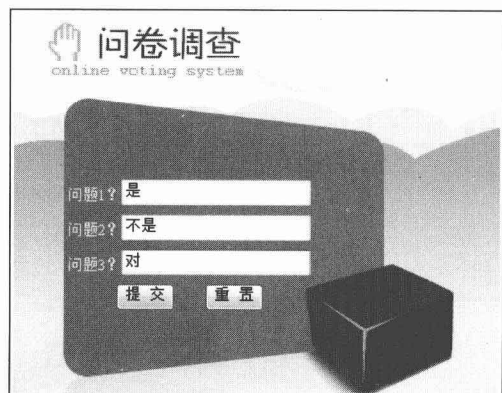 问卷调查
online voting system
问题1? 是
问题2? 不是
问题3? 对
提 交 重 置